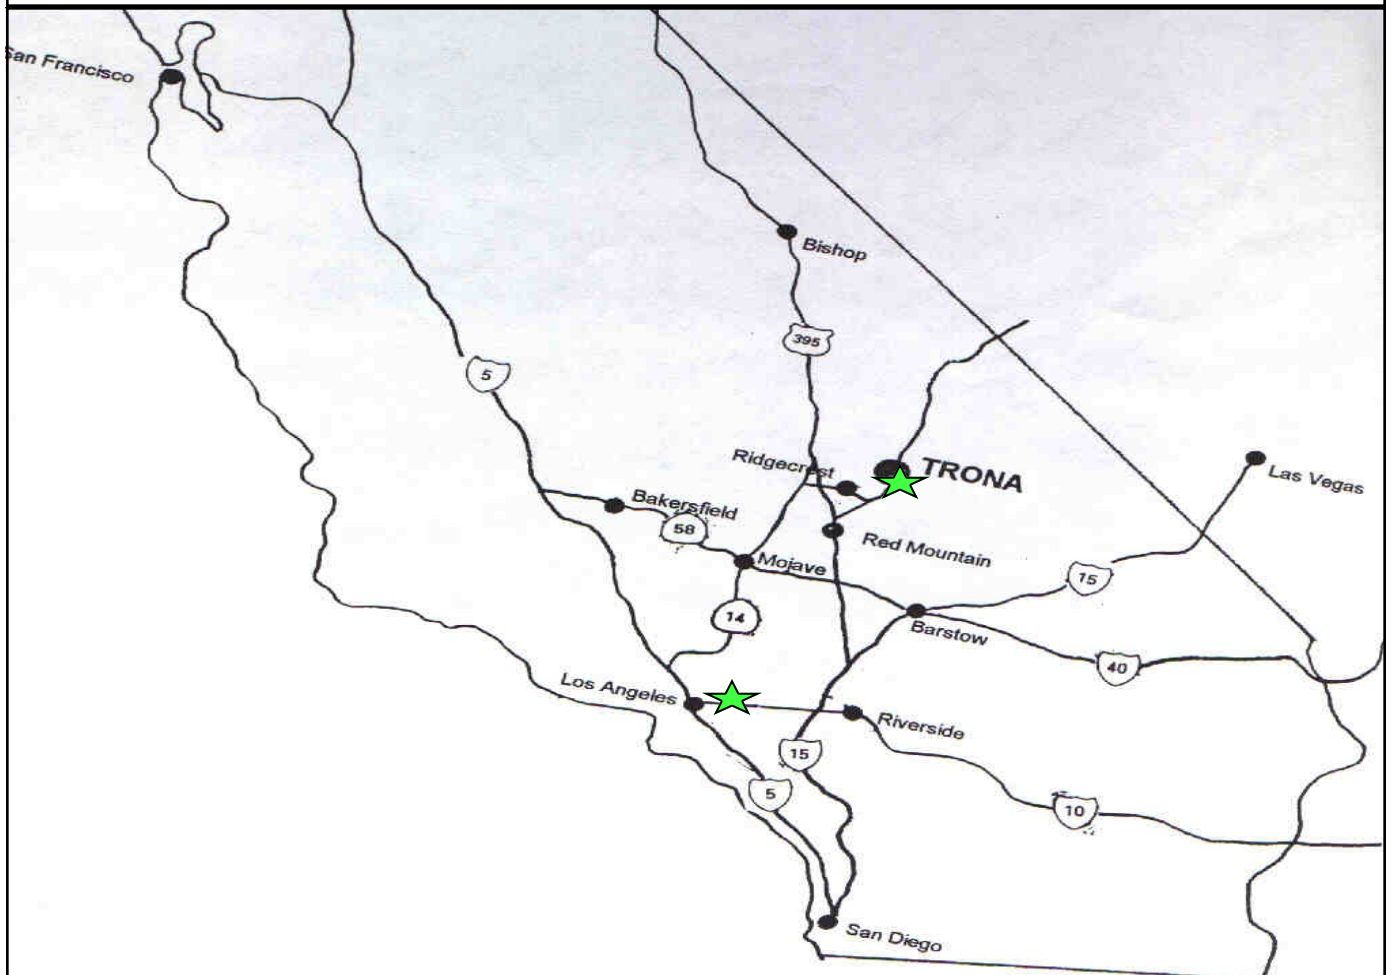 San Francisco
Bishop
395
5
Ridgecrest
TRONA
Las Vegas
Bakersfield
58
Red Mountain
Mojave
15
14
Barstow
40
Los Angeles
Riverside
15
5
10
San Diego